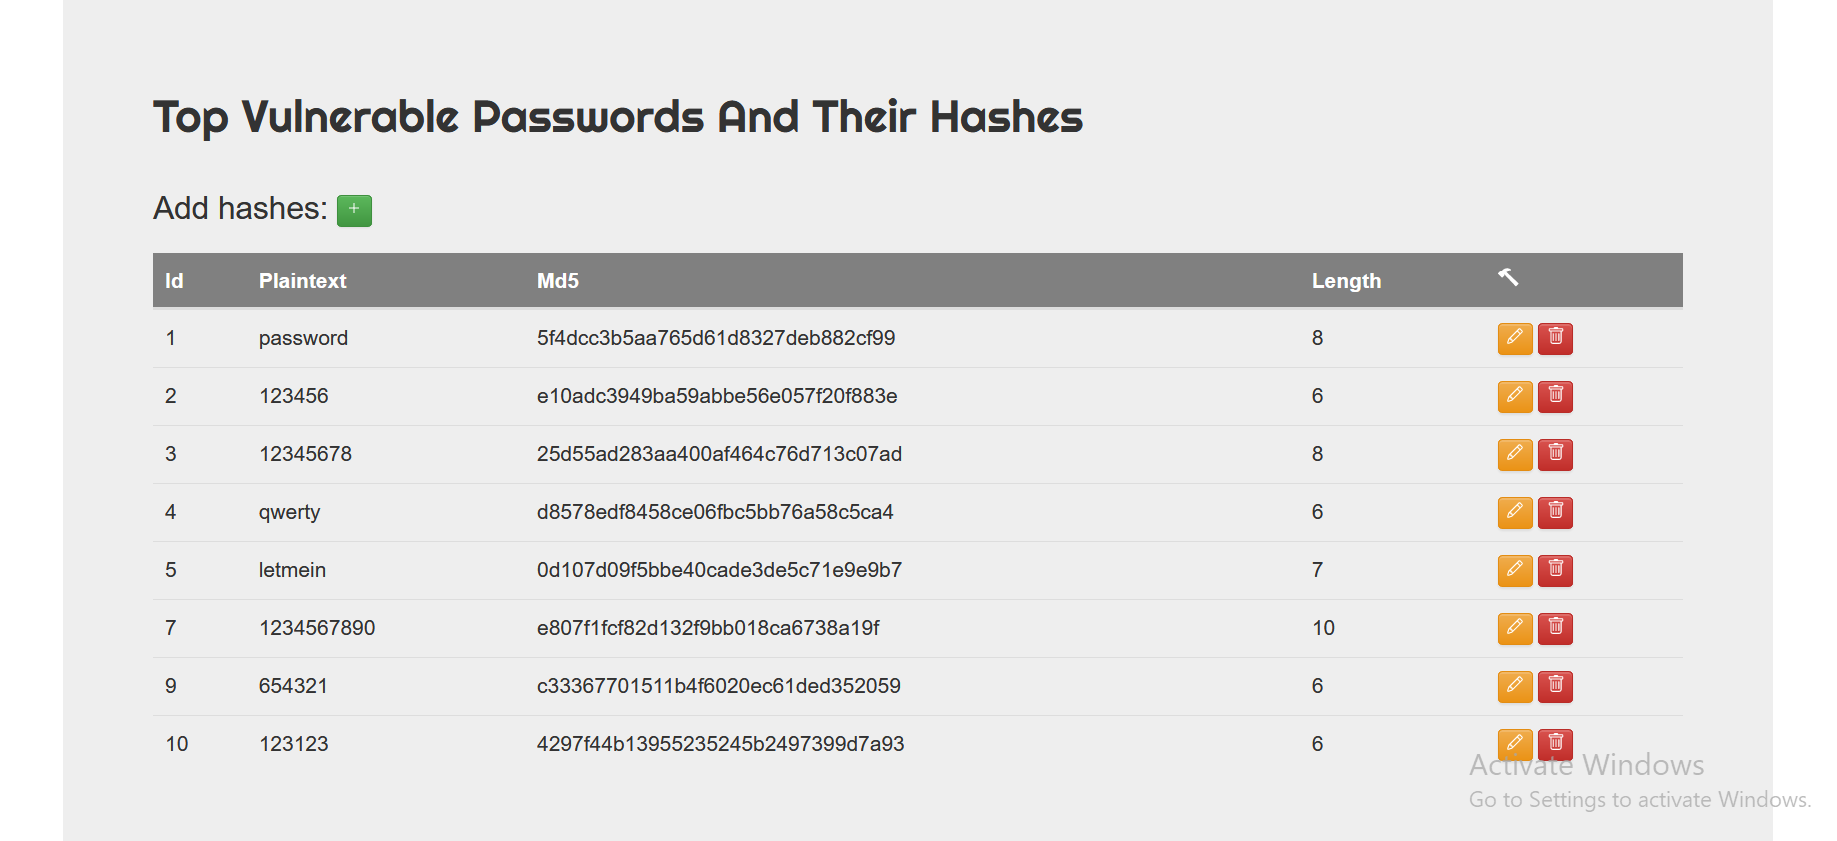 Top Vulnerable Passwords And Their Hashes
Add hashes: +
Id Plaintext Md5 Length
1 password 5f4dcc3b5aa765d61d8327deb882cf99 8
2 123456 e10adc3949ba59abbe56e057f20f883e 6
3 12345678 25d55ad283aa400af464c76d713c07ad 8
4 qwerty d8578edf8458ce06fbc5bb76a58c5ca4 6
5 letmein 0d107d09f5bbe40cade3de5c71e9e9b7 7
7 1234567890 e807f1fcf82d132f9bb018ca6738a19f 10
9 654321 c33367701511b4f6020ec61ded352059 6
10 123123 4297f44b13955235245b2497399d7a93 6
Activate Windows
Go to Settings to activate Windows.